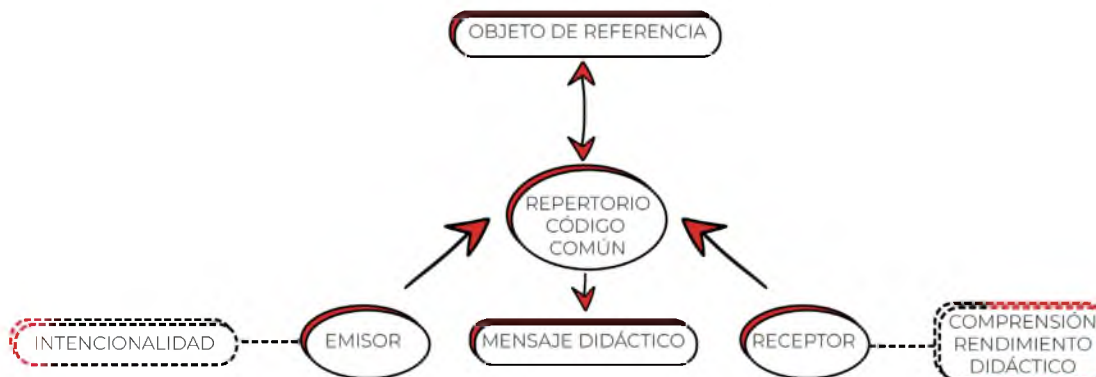 OBJETO DE REFERENCIA
REPERTORIO
CÓDIGO
COMÚN
INTENCIONALIDAD
EMISOR
MENSAJE DIDÁCTICO
RECEPTOR
COMPRENSIÓN
RENDIMIENTO
DIDÁCTICO